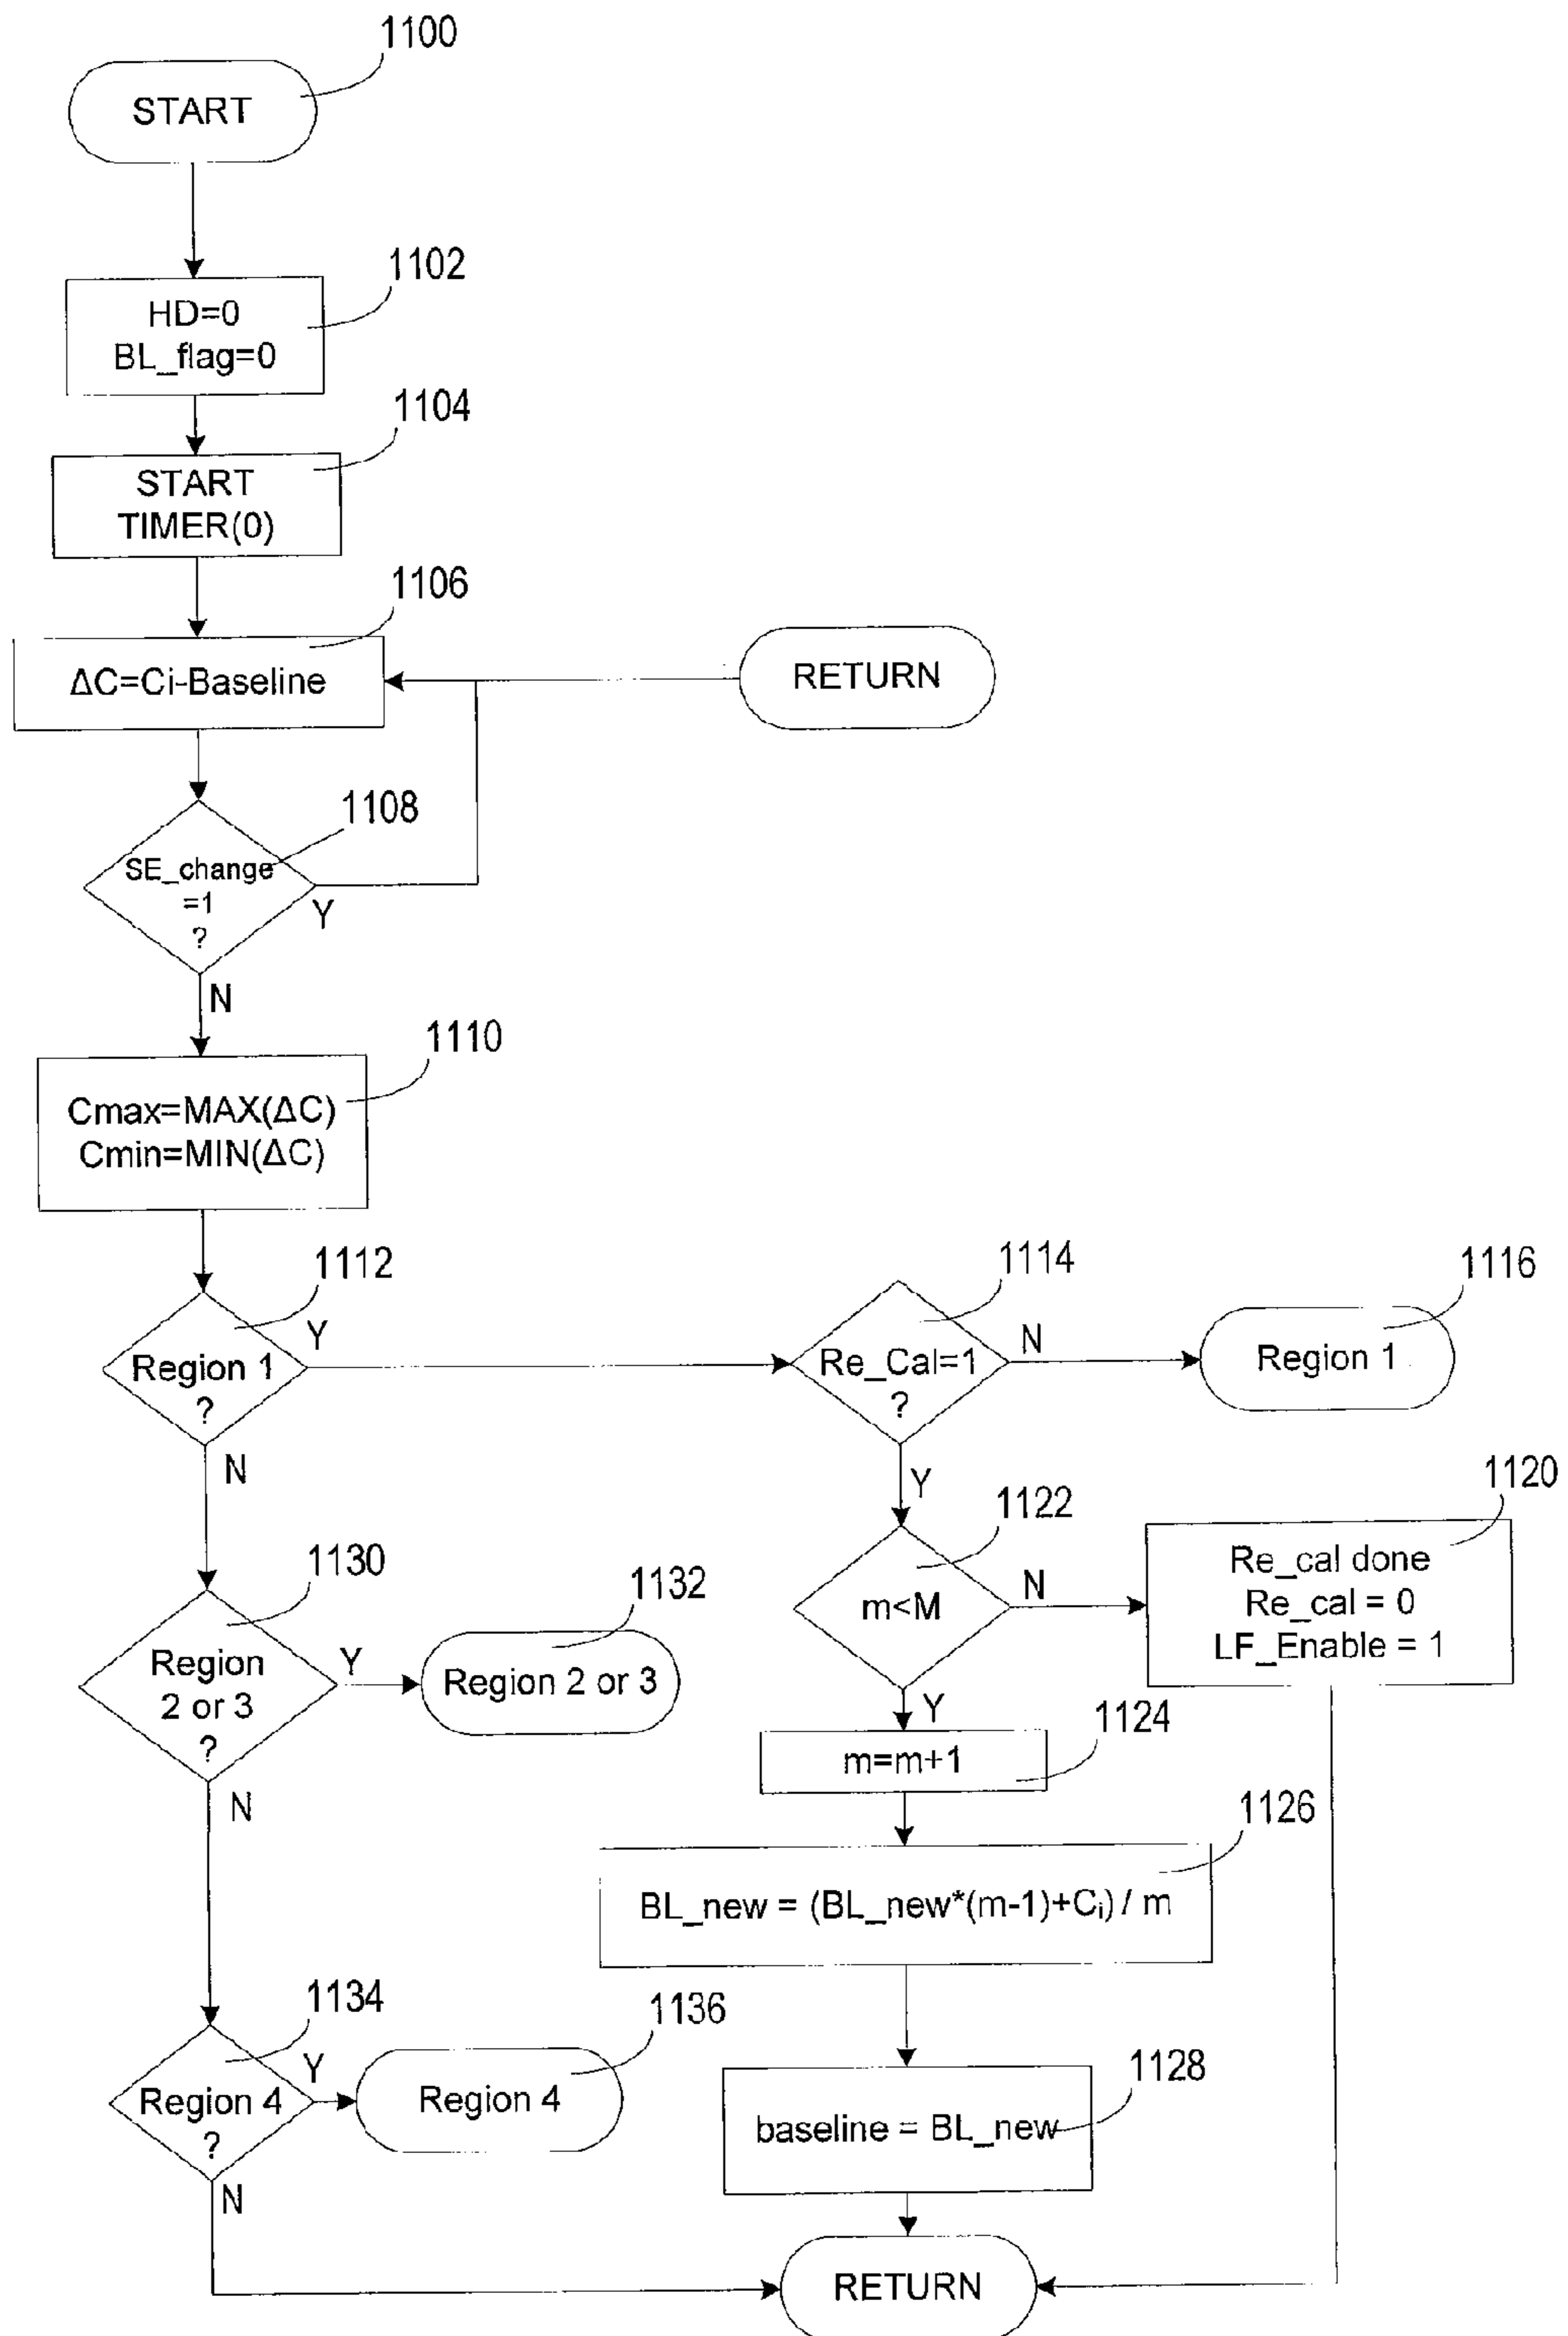 1100
START
1102
HD=0
BL_flag=0
1104
START
TIMER(0)
1106
ΔC=Ci-Baseline
RETURN
1108
SE_change
=1
?
Y
N
1110
Cmax=MAX(ΔC)
Cmin=MIN(ΔC)
1112
Region 1
?
Y
N
1114
Re_Cal=1
?
N
Y
1116
Region 1
1122
m<M
N
Y
1120
Re_cal done
Re_cal = 0
LF_Enable = 1
1130
Region
2 or 3
?
Y
N
1132
Region 2 or 3
1124
m=m+1
1126
BL_new = (BL_new*(m-1)+Cᵢ) / m
1134
Region 4
?
Y
N
1136
Region 4
1128
baseline = BL_new
RETURN